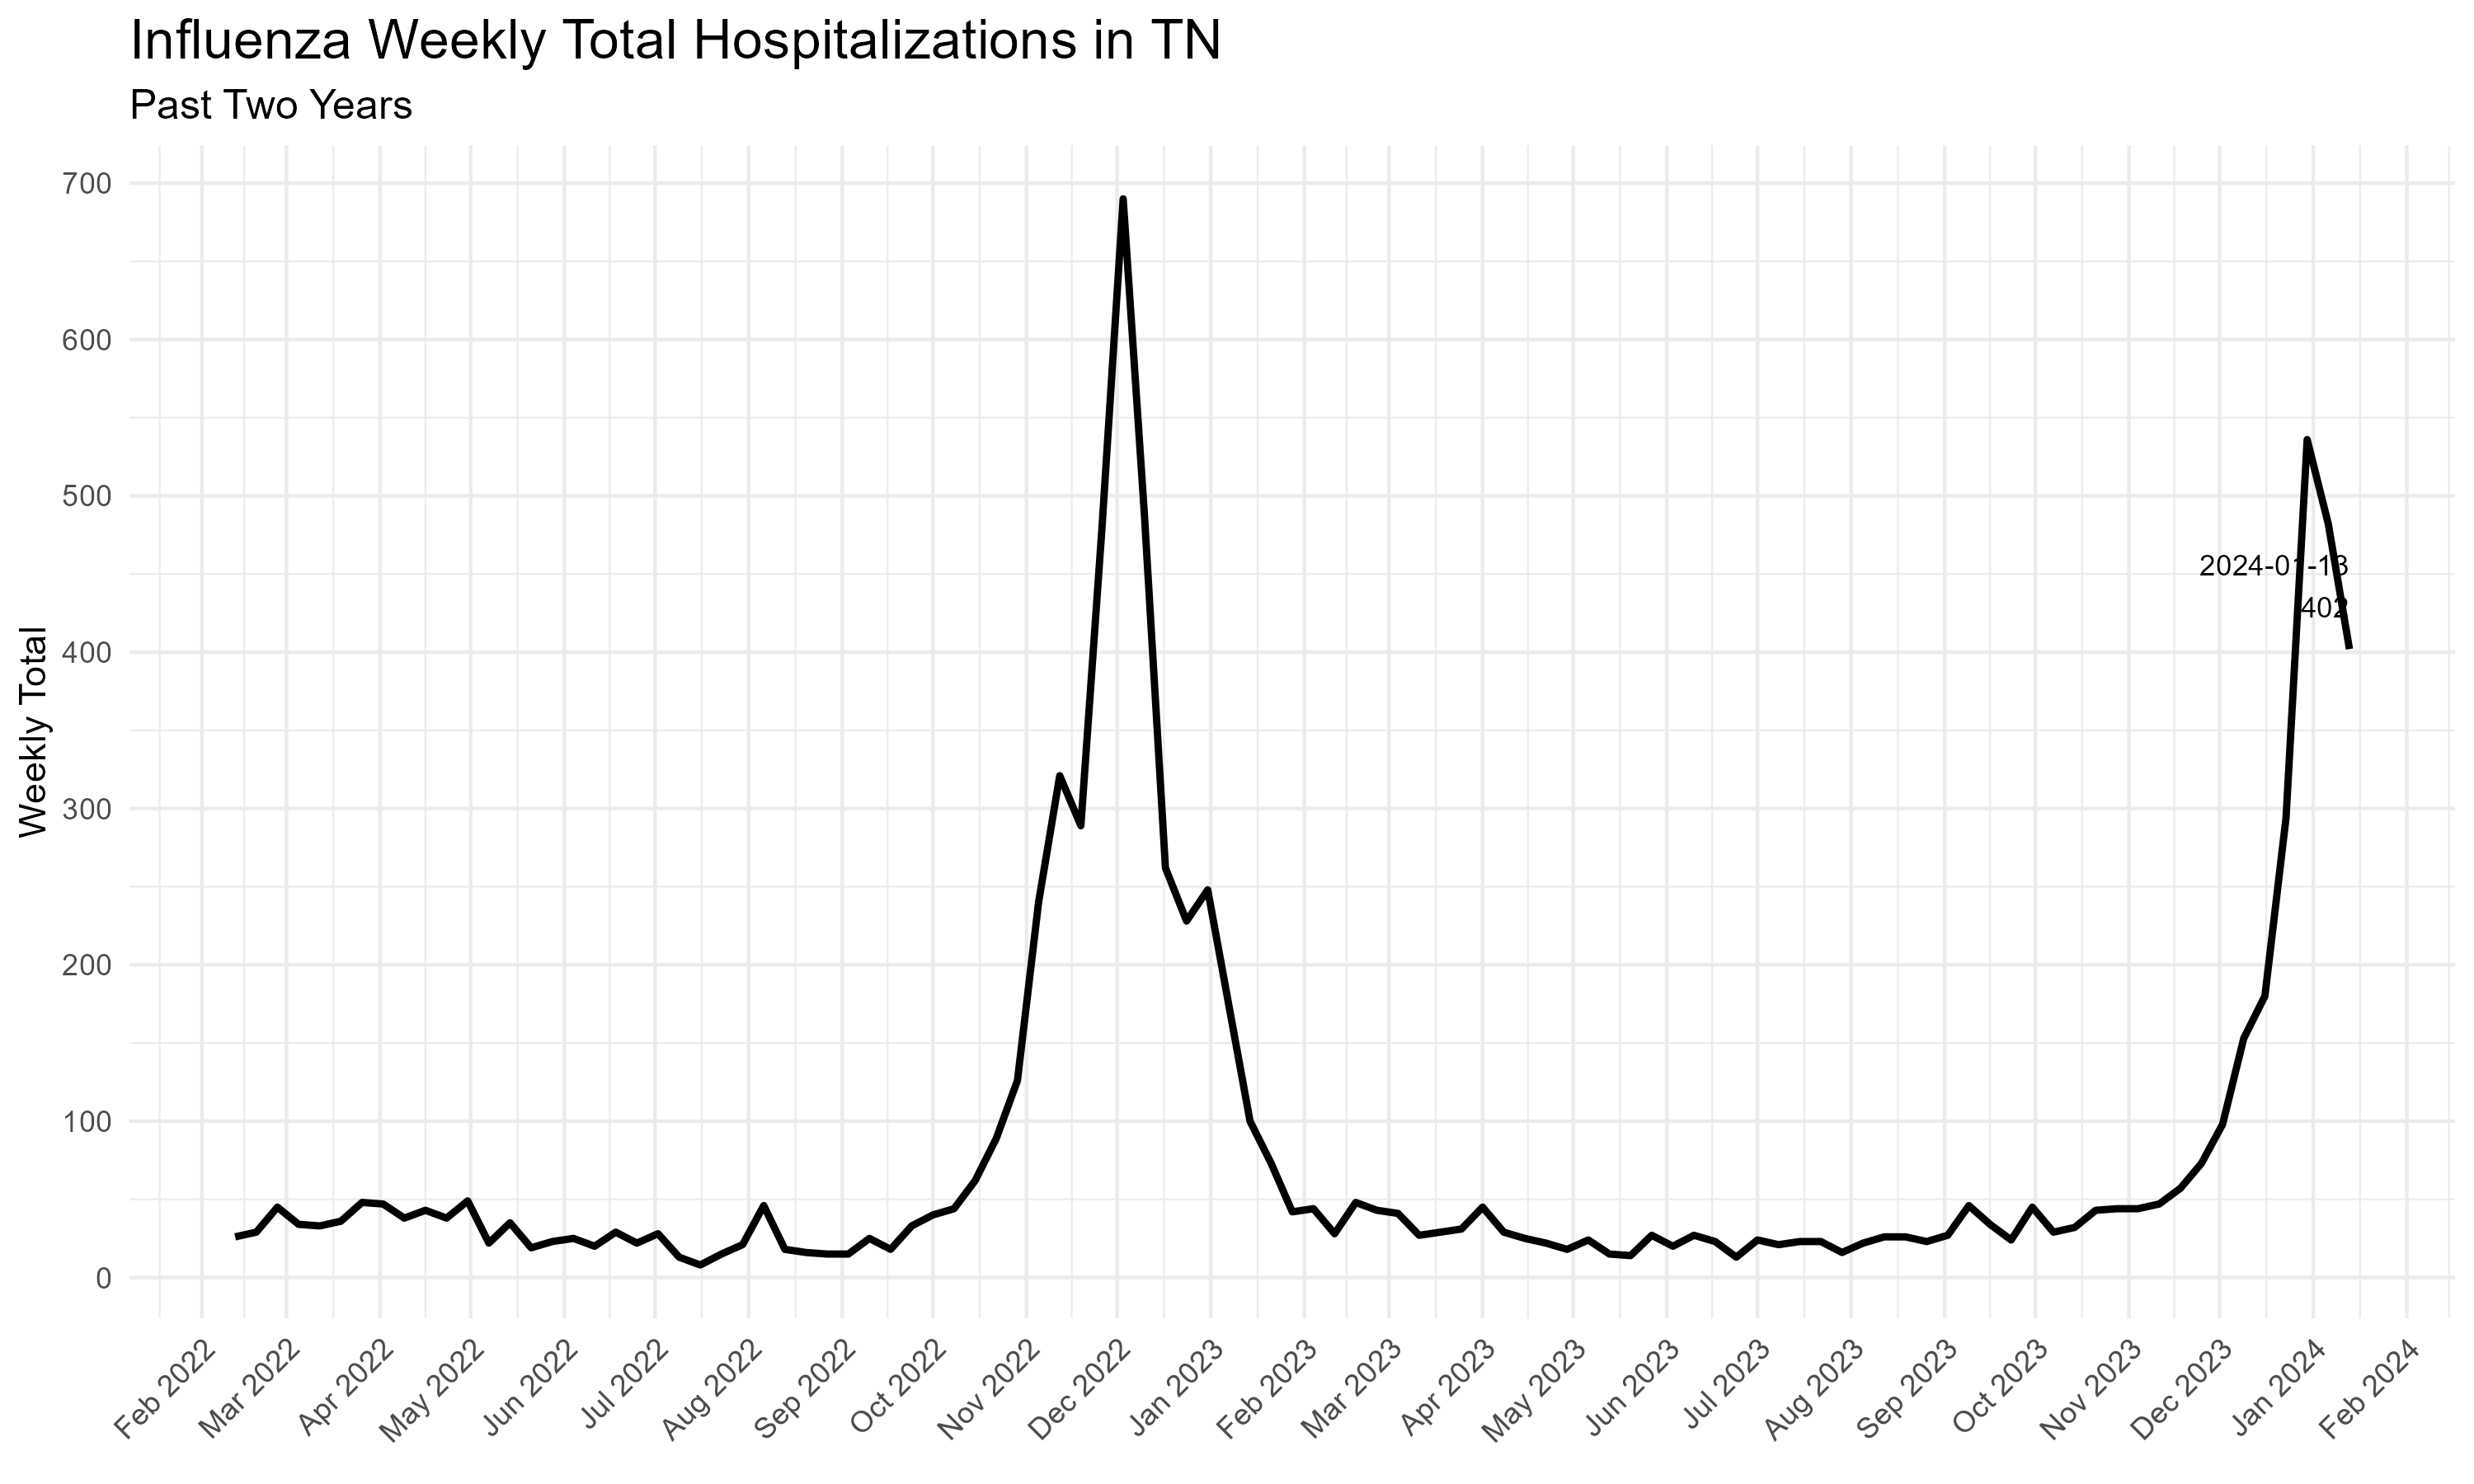 Influenza Weekly Total Hospitalizations in TN
Past Two Years
Weekly Total
700
600
500
400
300
200
100
0
2024-01-13
402
Feb 2022
Mar 2022
Apr 2022
May 2022
Jun 2022
Jul 2022
Aug 2022
Sep 2022
Oct 2022
Nov 2022
Dec 2022
Jan 2023
Feb 2023
Mar 2023
Apr 2023
May 2023
Jun 2023
Jul 2023
Aug 2023
Sep 2023
Oct 2023
Nov 2023
Dec 2023
Jan 2024
Feb 2024